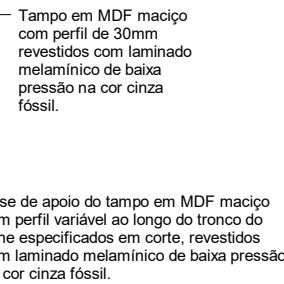 Tampo em MDF maciço
com perfil de 30mm
revestidos com laminado
melamínico de baixa
pressão na cor cinza
fóssil.
se de apoio do tampo em MDF maciço
m perfil variável ao longo do tronco do
ne especificados em corte, revestidos
m laminado melamínico de baixa pressão
cor cinza fóssil.